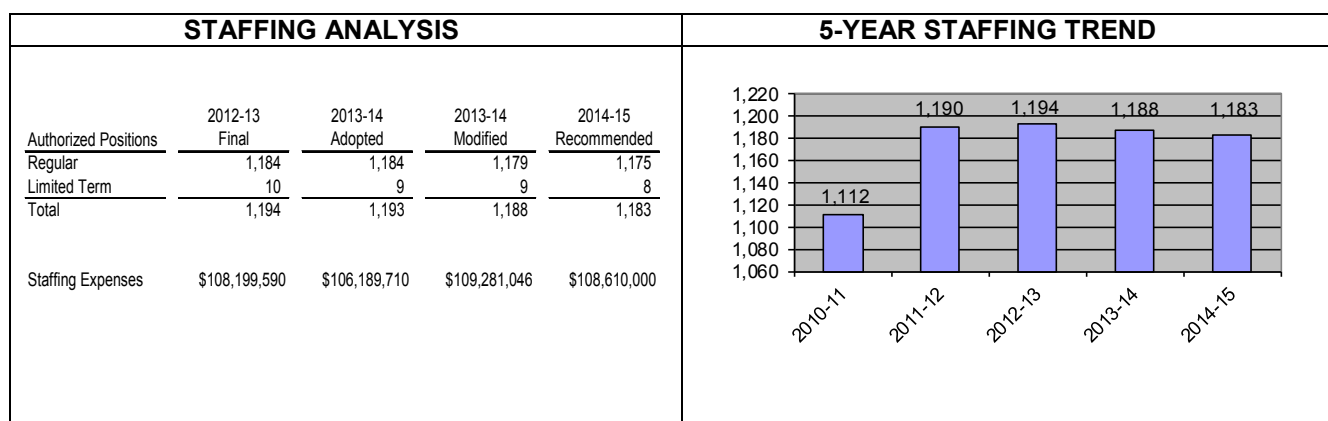 STAFFING ANALYSIS
2012-13 2013-14 2013-14 2014-15
Authorized Positions Final Adopted Modified Recommended
Regular 1,184 1,184 1,179 1,175
Limited Term 10 9 9 8
Total 1,194 1,193 1,188 1,183
Staffing Expenses $108,199,590 $106,189,710 $109,281,046 $108,610,000
5-YEAR STAFFING TREND
1,220
1,200
1,180
1,160
1,140
1,120
1,100
1,080
1,060
1,112
1,190
1,194
1,188
1,183
2010-11
2011-12
2012-13
2013-14
2014-15